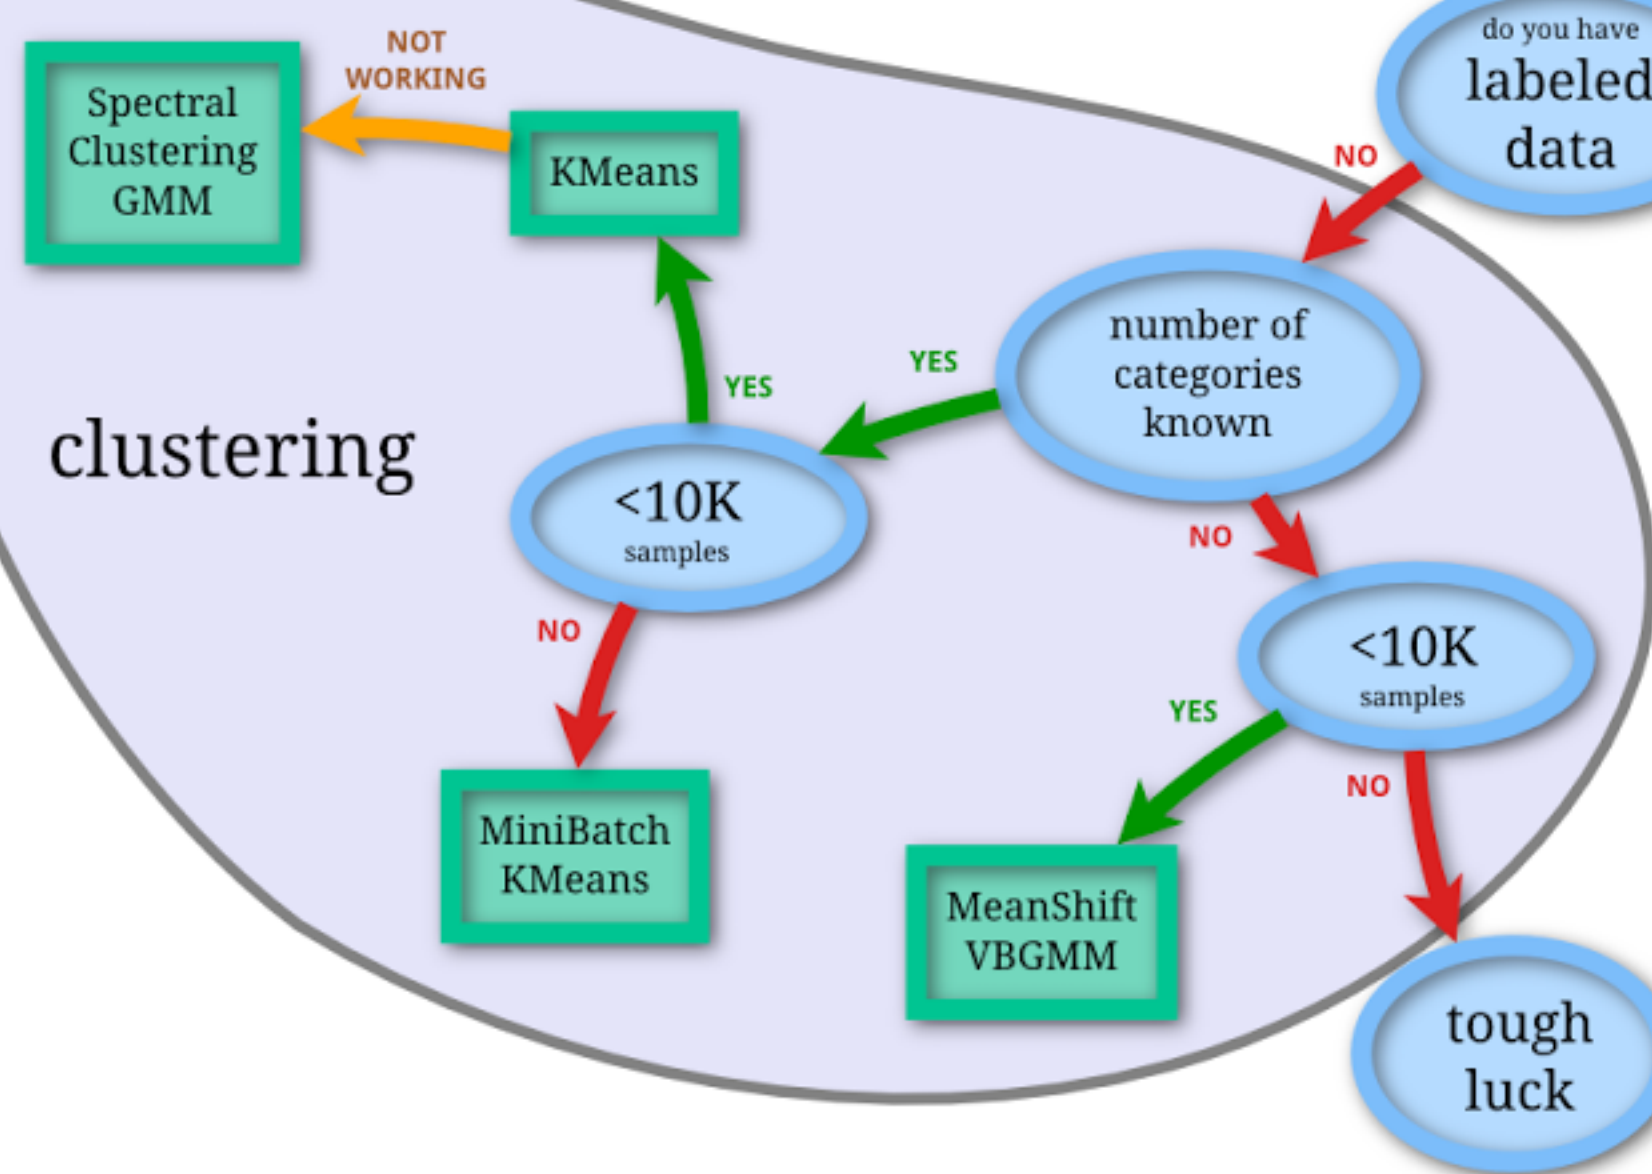 do you have
labeled
data
NO
NOT
WORKING
Spectral
Clustering
GMM
KMeans
number of
categories
known
YES
YES
clustering
<10K
samples
NO
NO
<10K
samples
YES
NO
MiniBatch
KMeans
MeanShift
VBGMM
tough
luck